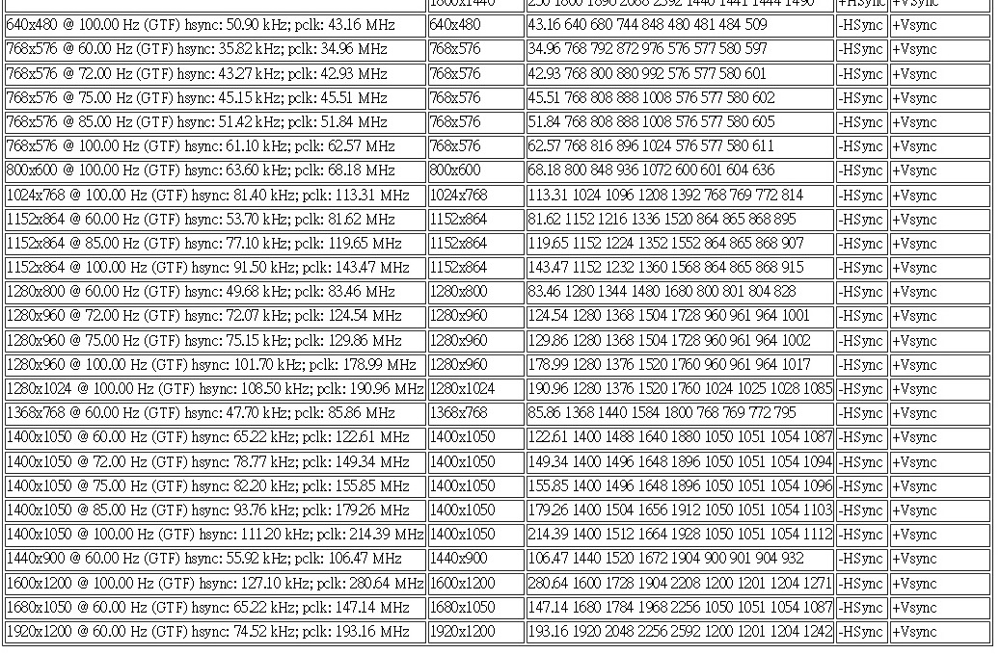 1800x1440 250 1800 1896 2088 2392 1440 1441 1444 1490 +HSync +Vsync
640x480 @ 100.00 Hz (GTF) hsync: 50.90 kHz; pclk: 43.16 MHz 640x480 43.16 640 680 744 848 480 481 484 509 -HSync +Vsync
768x576 @ 60.00 Hz (GTF) hsync: 35.82 kHz; pclk: 34.96 MHz 768x576 34.96 768 792 872 976 576 577 580 597 -HSync +Vsync
768x576 @ 72.00 Hz (GTF) hsync: 43.27 kHz; pclk: 42.93 MHz 768x576 42.93 768 800 880 992 576 577 580 601 -HSync +Vsync
768x576 @ 75.00 Hz (GTF) hsync: 45.15 kHz; pclk: 45.51 MHz 768x576 45.51 768 808 888 1008 576 577 580 602 -HSync +Vsync
768x576 @ 85.00 Hz (GTF) hsync: 51.42 kHz; pclk: 51.84 MHz 768x576 51.84 768 808 888 1008 576 577 580 605 -HSync +Vsync
768x576 @ 100.00 Hz (GTF) hsync: 61.10 kHz; pclk: 62.57 MHz 768x576 62.57 768 816 896 1024 576 577 580 611 -HSync +Vsync
800x600 @ 100.00 Hz (GTF) hsync: 63.60 kHz; pclk: 68.18 MHz 800x600 68.18 800 848 936 1072 600 601 604 636 -HSync +Vsync
1024x768 @ 100.00 Hz (GTF) hsync: 81.40 kHz; pclk: 113.31 MHz 1024x768 113.31 1024 1096 1208 1392 768 769 772 814 -HSync +Vsync
1152x864 @ 60.00 Hz (GTF) hsync: 53.70 kHz; pclk: 81.62 MHz 1152x864 81.62 1152 1216 1336 1520 864 865 868 895 -HSync +Vsync
1152x864 @ 85.00 Hz (GTF) hsync: 77.10 kHz; pclk: 119.65 MHz 1152x864 119.65 1152 1224 1352 1552 864 865 868 907 -HSync +Vsync
1152x864 @ 100.00 Hz (GTF) hsync: 91.50 kHz; pclk: 143.47 MHz 1152x864 143.47 1152 1232 1360 1568 864 865 868 915 -HSync +Vsync
1280x800 @ 60.00 Hz (GTF) hsync: 49.68 kHz; pclk: 83.46 MHz 1280x800 83.46 1280 1344 1480 1680 800 801 804 828 -HSync +Vsync
1280x960 @ 72.00 Hz (GTF) hsync: 72.07 kHz; pclk: 124.54 MHz 1280x960 124.54 1280 1368 1504 1728 960 961 964 1001 -HSync +Vsync
1280x960 @ 75.00 Hz (GTF) hsync: 75.15 kHz; pclk: 129.86 MHz 1280x960 129.86 1280 1368 1504 1728 960 961 964 1002 -HSync +Vsync
1280x960 @ 100.00 Hz (GTF) hsync: 101.70 kHz; pclk: 178.99 MHz 1280x960 178.99 1280 1376 1520 1760 960 961 964 1017 -HSync +Vsync
1280x1024 @ 100.00 Hz (GTF) hsync: 108.50 kHz; pclk: 190.96 MHz 1280x1024 190.96 1280 1376 1520 1760 1024 1025 1028 1085 -HSync +Vsync
1368x768 @ 60.00 Hz (GTF) hsync: 47.70 kHz; pclk: 85.86 MHz 1368x768 85.86 1368 1440 1584 1800 768 769 772 795 -HSync +Vsync
1400x1050 @ 60.00 Hz (GTF) hsync: 65.22 kHz; pclk: 122.61 MHz 1400x1050 122.61 1400 1488 1640 1880 1050 1051 1054 1087 -HSync +Vsync
1400x1050 @ 72.00 Hz (GTF) hsync: 78.77 kHz; pclk: 149.34 MHz 1400x1050 149.34 1400 1496 1648 1896 1050 1051 1054 1094 -HSync +Vsync
1400x1050 @ 75.00 Hz (GTF) hsync: 82.20 kHz; pclk: 155.85 MHz 1400x1050 155.85 1400 1496 1648 1896 1050 1051 1054 1096 -HSync +Vsync
1400x1050 @ 85.00 Hz (GTF) hsync: 93.76 kHz; pclk: 179.26 MHz 1400x1050 179.26 1400 1504 1656 1912 1050 1051 1054 1103 -HSync +Vsync
1400x1050 @ 100.00 Hz (GTF) hsync: 111.20 kHz; pclk: 214.39 MHz 1400x1050 214.39 1400 1512 1664 1928 1050 1051 1054 1112 -HSync +Vsync
1440x900 @ 60.00 Hz (GTF) hsync: 55.92 kHz; pclk: 106.47 MHz 1440x900 106.47 1440 1520 1672 1904 900 901 904 932 -HSync +Vsync
1600x1200 @ 100.00 Hz (GTF) hsync: 127.10 kHz; pclk: 280.64 MHz 1600x1200 280.64 1600 1728 1904 2208 1200 1201 1204 1271 -HSync +Vsync
1680x1050 @ 60.00 Hz (GTF) hsync: 65.22 kHz; pclk: 147.14 MHz 1680x1050 147.14 1680 1784 1968 2256 1050 1051 1054 1087 -HSync +Vsync
1920x1200 @ 60.00 Hz (GTF) hsync: 74.52 kHz; pclk: 193.16 MHz 1920x1200 193.16 1920 2048 2256 2592 1200 1201 1204 1242 -HSync +Vsync